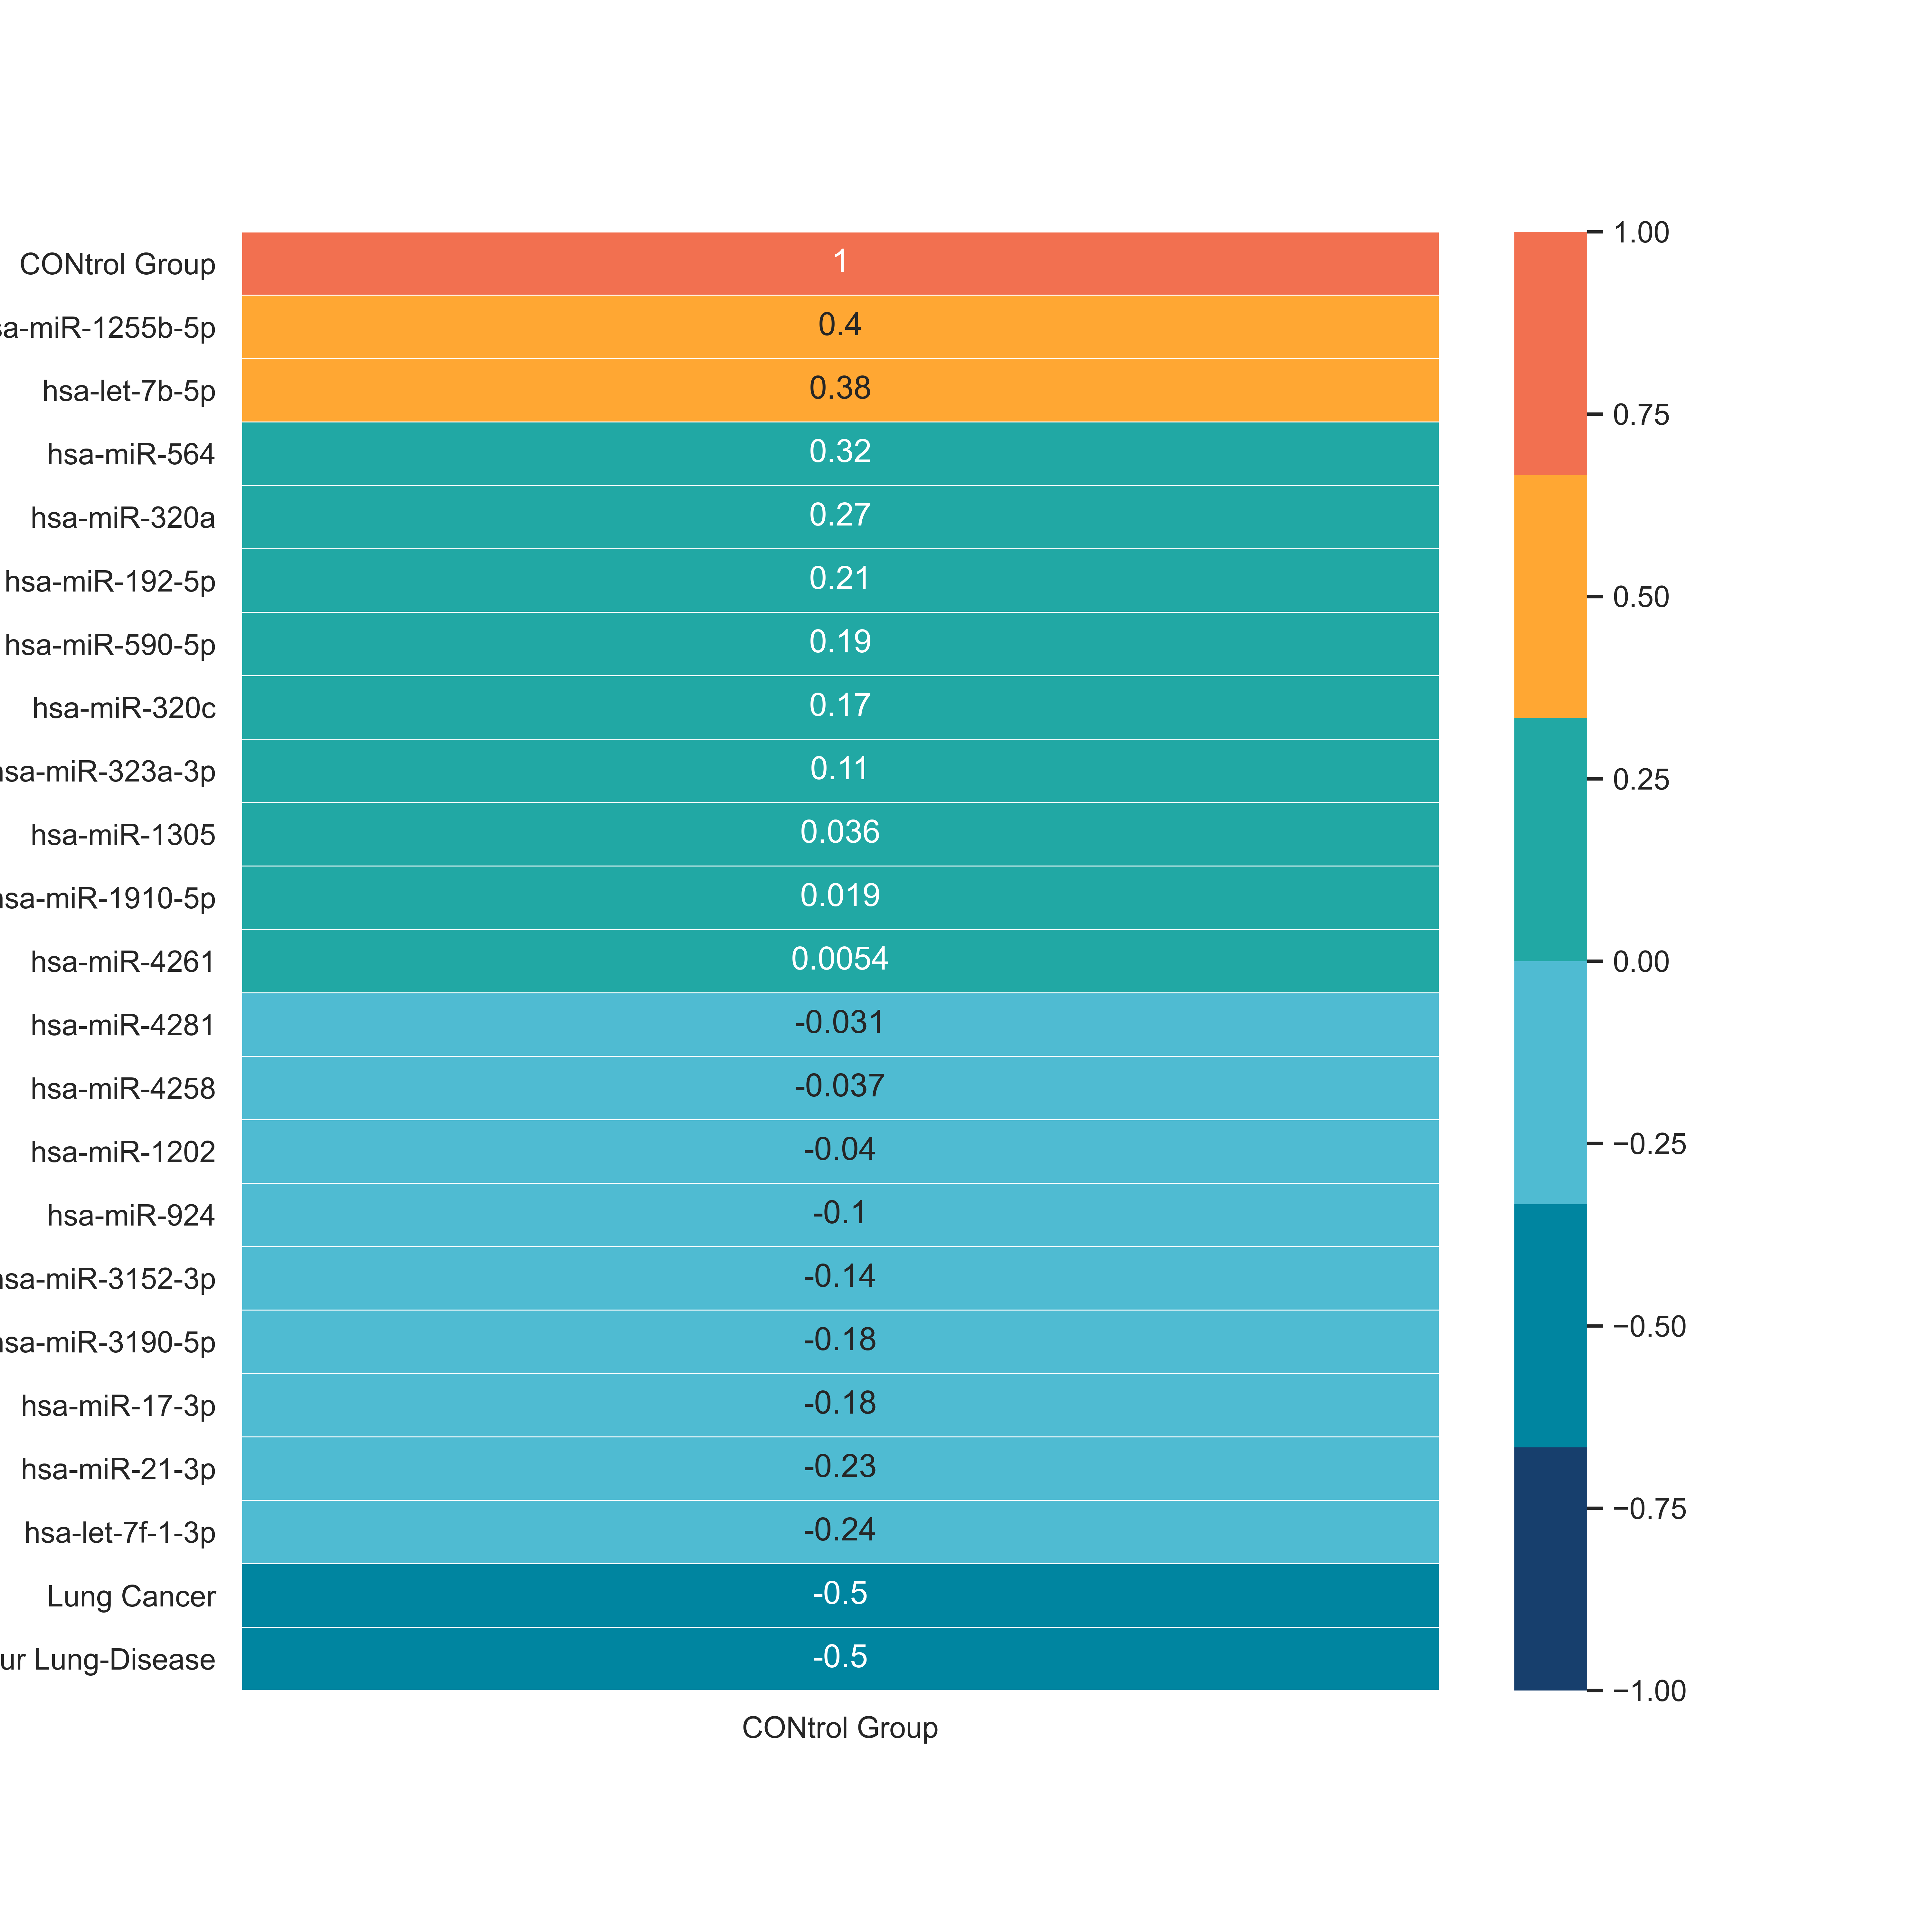 CONtrol Group 1
sa-miR-1255b-5p 0.4
hsa-let-7b-5p 0.38
hsa-miR-564 0.32
hsa-miR-320a 0.27
hsa-miR-192-5p 0.21
hsa-miR-590-5p 0.19
hsa-miR-320c 0.17
hsa-miR-323a-3p 0.11
hsa-miR-1305 0.036
hsa-miR-1910-5p 0.019
hsa-miR-4261 0.0054
hsa-miR-4281 -0.031
hsa-miR-4258 -0.037
hsa-miR-1202 -0.04
hsa-miR-924 -0.1
hsa-miR-3152-3p -0.14
hsa-miR-3190-5p -0.18
hsa-miR-17-3p -0.18
hsa-miR-21-3p -0.23
hsa-let-7f-1-3p -0.24
Lung Cancer -0.5
ur Lung-Disease -0.5
CONtrol Group
1.00
0.75
0.50
0.25
0.00
−0.25
−0.50
−0.75
−1.00